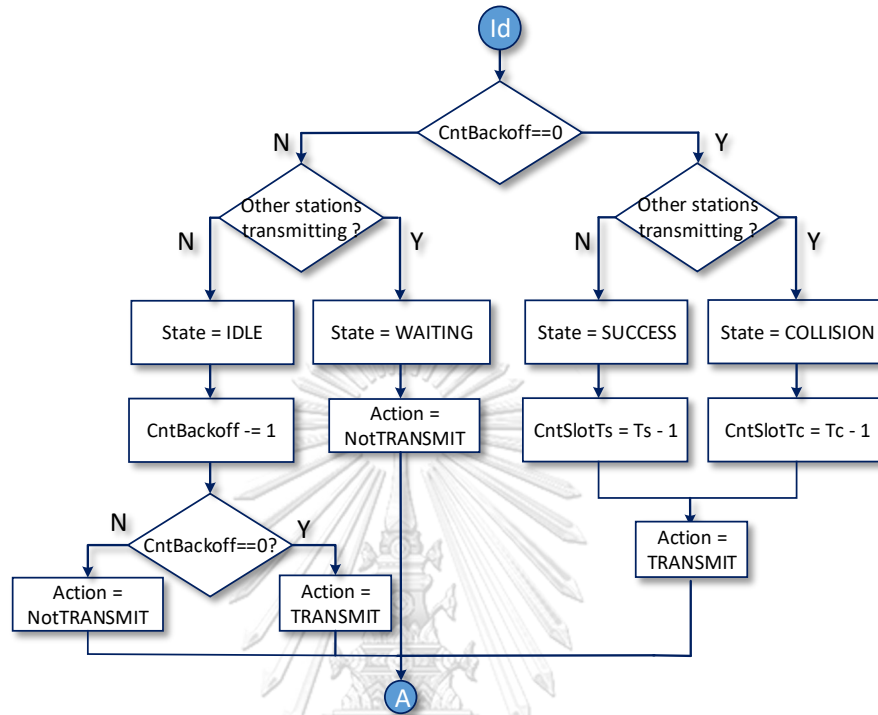 Id
CntBackoff==0
N
Y
Other stations
transmitting ?
Other stations
transmitting ?
N
Y
N
Y
State = IDLE
State = WAITING
State = SUCCESS
State = COLLISION
CntBackoff -= 1
Action =
NotTRANSMIT
CntSlotTs = Ts - 1
CntSlotTc = Tc - 1
N
Y
CntBackoff==0?
Action =
TRANSMIT
Action =
NotTRANSMIT
Action =
TRANSMIT
A